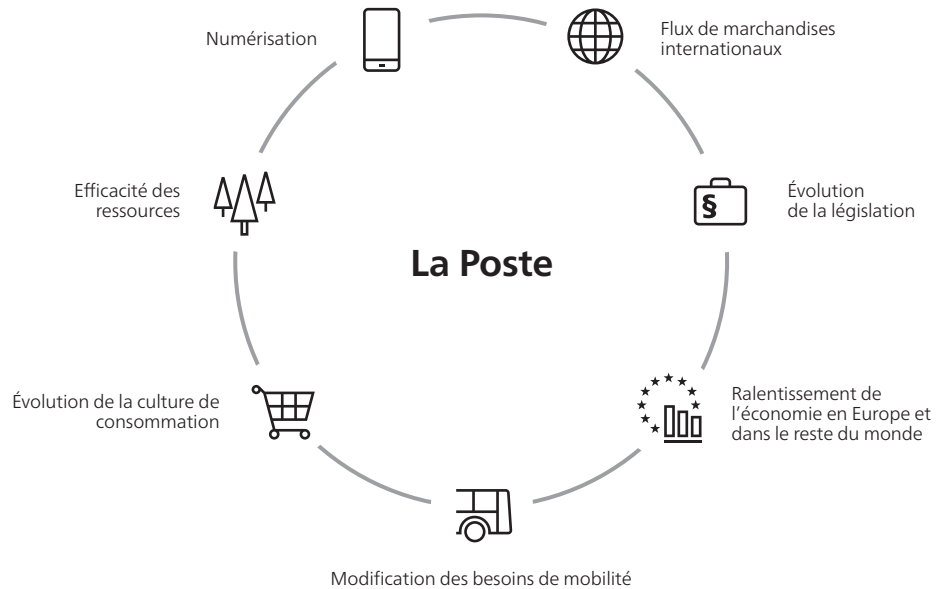 Numérisation
Flux de marchandises
internationaux
Efficacité des
ressources
§
Évolution
de la législation
La Poste
Évolution de la culture de
consommation
Ralentissement de
l’économie en Europe et
dans le reste du monde
Modification des besoins de mobilité